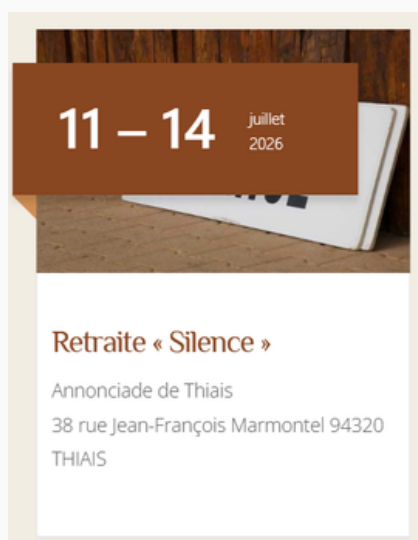 11 – 14
juillet
2026
Retraite « Silence »
Annonciade de Thiais
38 rue Jean-François Marmontel 94320
THIAIS